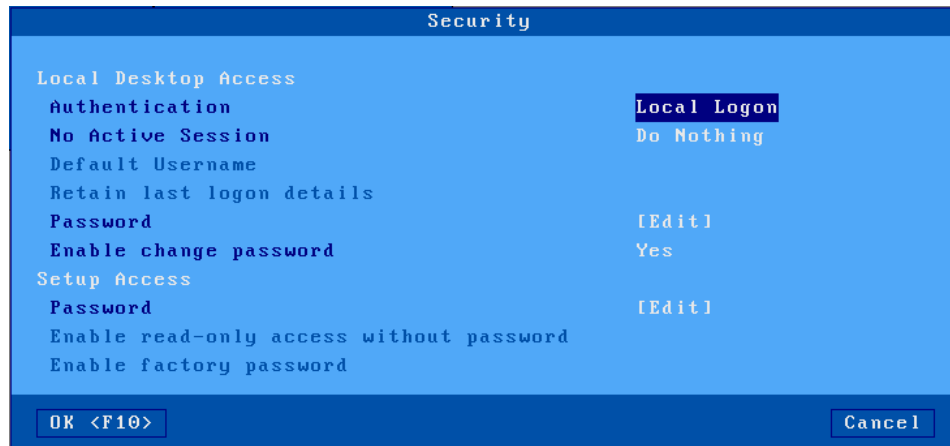 Security
Local Desktop Access
Authentication Local Logon
No Active Session Do Nothing
Default Username
Retain last logon details
Password [Edit]
Enable change password Yes
Setup Access
Password [Edit]
Enable read-only access without password
Enable factory password
OK <F10> Cancel